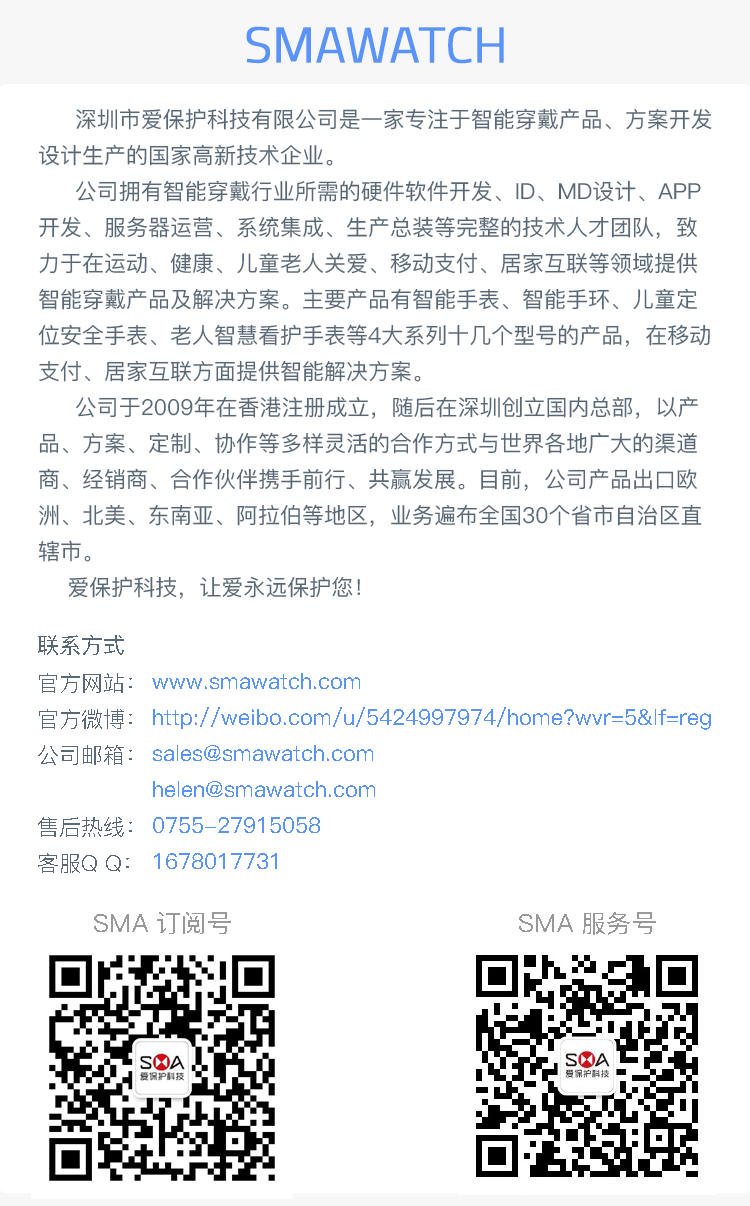 SMAWATCH
深圳市爱保护科技有限公司是一家专注于智能穿戴产品、方案开发
设计生产的国家高新技术企业。
公司拥有智能穿戴行业所需的硬件软件开发、ID、MD设计、APP
开发、服务器运营、系统集成、生产总装等完整的技术人才团队，致
力于在运动、健康、儿童老人关爱、移动支付、居家互联等领域提供
智能穿戴产品及解决方案。主要产品有智能手表、智能手环、儿童定
位安全手表、老人智慧看护手表等4大系列十几个型号的产品，在移动
支付、居家互联方面提供智能解决方案。
公司于2009年在香港注册成立，随后在深圳创立国内总部，以产
品、方案、定制、协作等多样灵活的合作方式与世界各地广大的渠道
商、经销商、合作伙伴携手前行、共赢发展。目前，公司产品出口欧
洲、北美、东南亚、阿拉伯等地区，业务遍布全国30个省市自治区直
辖市。
爱保护科技，让爱永远保护您！
联系方式
官方网站： www.smawatch.com
官方微博： http://weibo.com/u/5424997974/home?wvr=5&lf=reg
公司邮箱： sales@smawatch.com
helen@smawatch.com
售后热线： 0755-27915058
客服Q Q： 1678017731
SMA 订阅号
SMA 服务号
SMA
爱保护科技
SMA
爱保护科技